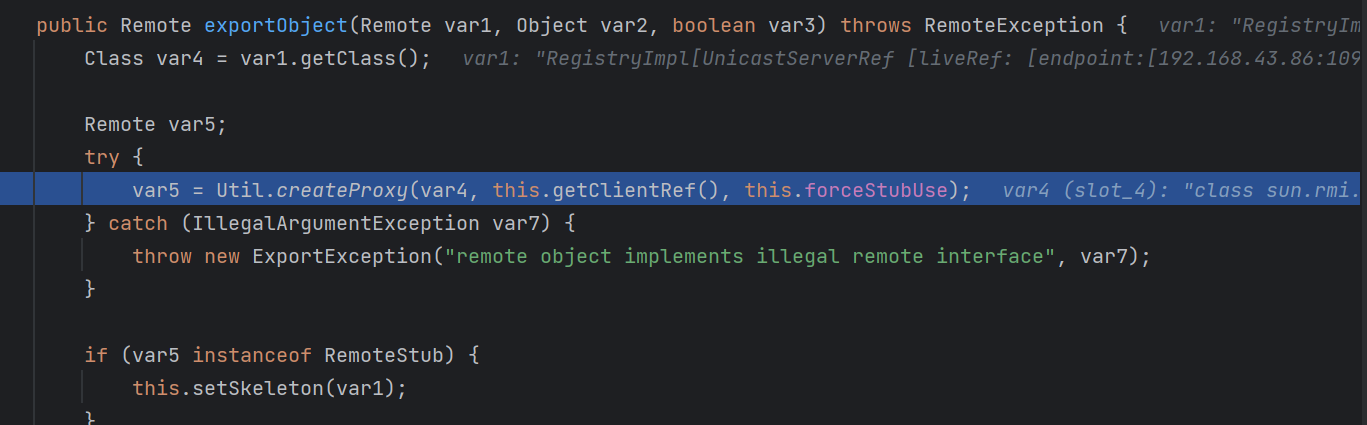 public Remote exportObject(Remote var1, Object var2, boolean var3) throws RemoteException {   var1: "RegistryIm
Class var4 = var1.getClass();   var1: "RegistryImpl[UnicastServerRef [liveRef: [endpoint:[192.168.43.86:109
Remote var5;
try {
var5 = Util.createProxy(var4, this.getClientRef(), this.forceStubUse);   var4 (slot_4): "class sun.rmi.
} catch (IllegalArgumentException var7) {
throw new ExportException("remote object implements illegal remote interface", var7);
}
if (var5 instanceof RemoteStub) {
this.setSkeleton(var1);
}